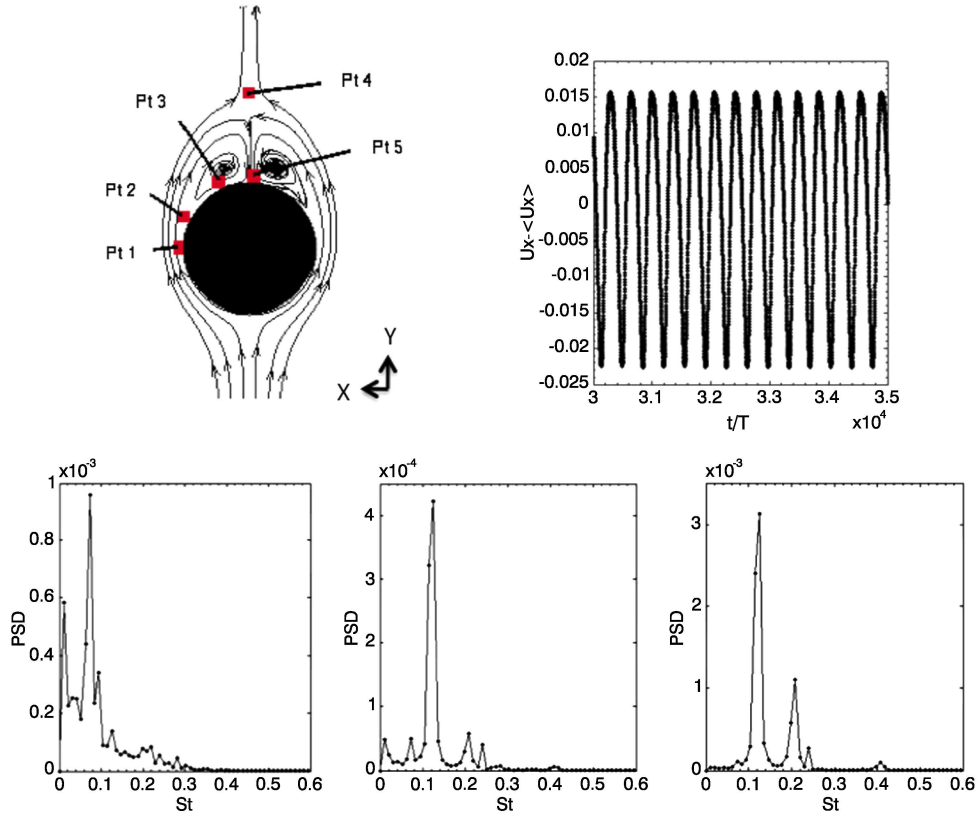 Pt 4
Pt 3
Pt 5
Pt 2
Pt 1
Y
X
0.02
0.015
0.01
0.005
0
-0.005
-0.01
-0.015
-0.02
-0.025
Ux-<Ux>
3 3.1 3.2 3.3 3.4 3.5
t/T
x10⁴
x10⁻³
1
0.8
0.6
0.4
0.2
0
PSD
0 0.1 0.2 0.3 0.4 0.5 0.6
St
x10⁻⁴
4
3
4
0
PSD
0 0.1 0.2 0.3 0.4 0.5 0.6
St
x10⁻³
3
2
1
0
PSD
0 0.1 0.2 0.3 0.4 0.5 0.6
St